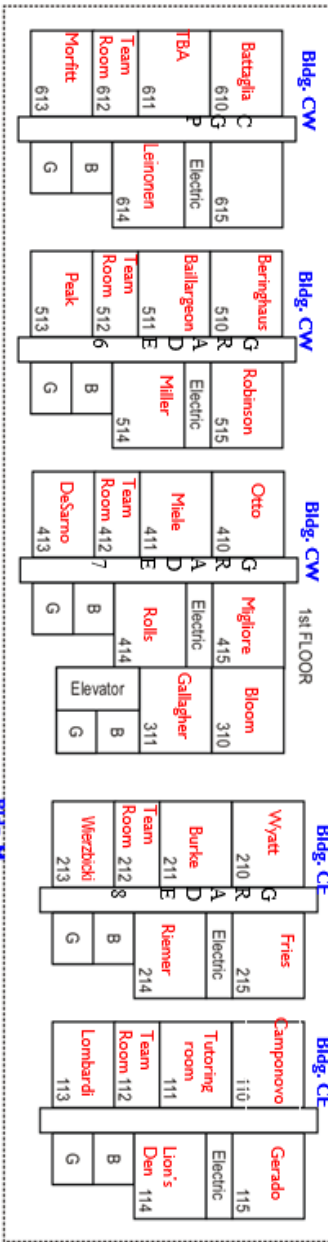 Bldg. CW
Battaglia
610
TBA
611
Team
Room 612
Morfitt
613
C
G
P
615
Electric
Leinonen
614
B
G
Bldg. CW
Beringhaus
510
Baillargeon
511
Team
Room 512
Peak
513
G
R
A
D
E
6
Robinson
515
Electric
Miller
514
B
G
Bldg. CW
1st FLOOR
Otto
410
Miele
411
Team
Room 412
DeSarno
413
G
R
A
D
E
7
Migliore
415
Electric
Rolls
414
B
G
Bloom
310
Gallagher
311
Elevator
B
G
Bldg. CE
Wyatt
210
Burke
211
Team
Room 212
Wierzbicki
213
G
R
A
D
E
8
Fries
215
Electric
Riemer
214
B
G
Bldg. CE
Camponovo
110
Tutoring
room
111
Team
Room 112
Lombardi
113
Gerado
115
Electric
Lion's
Den
114
B
G